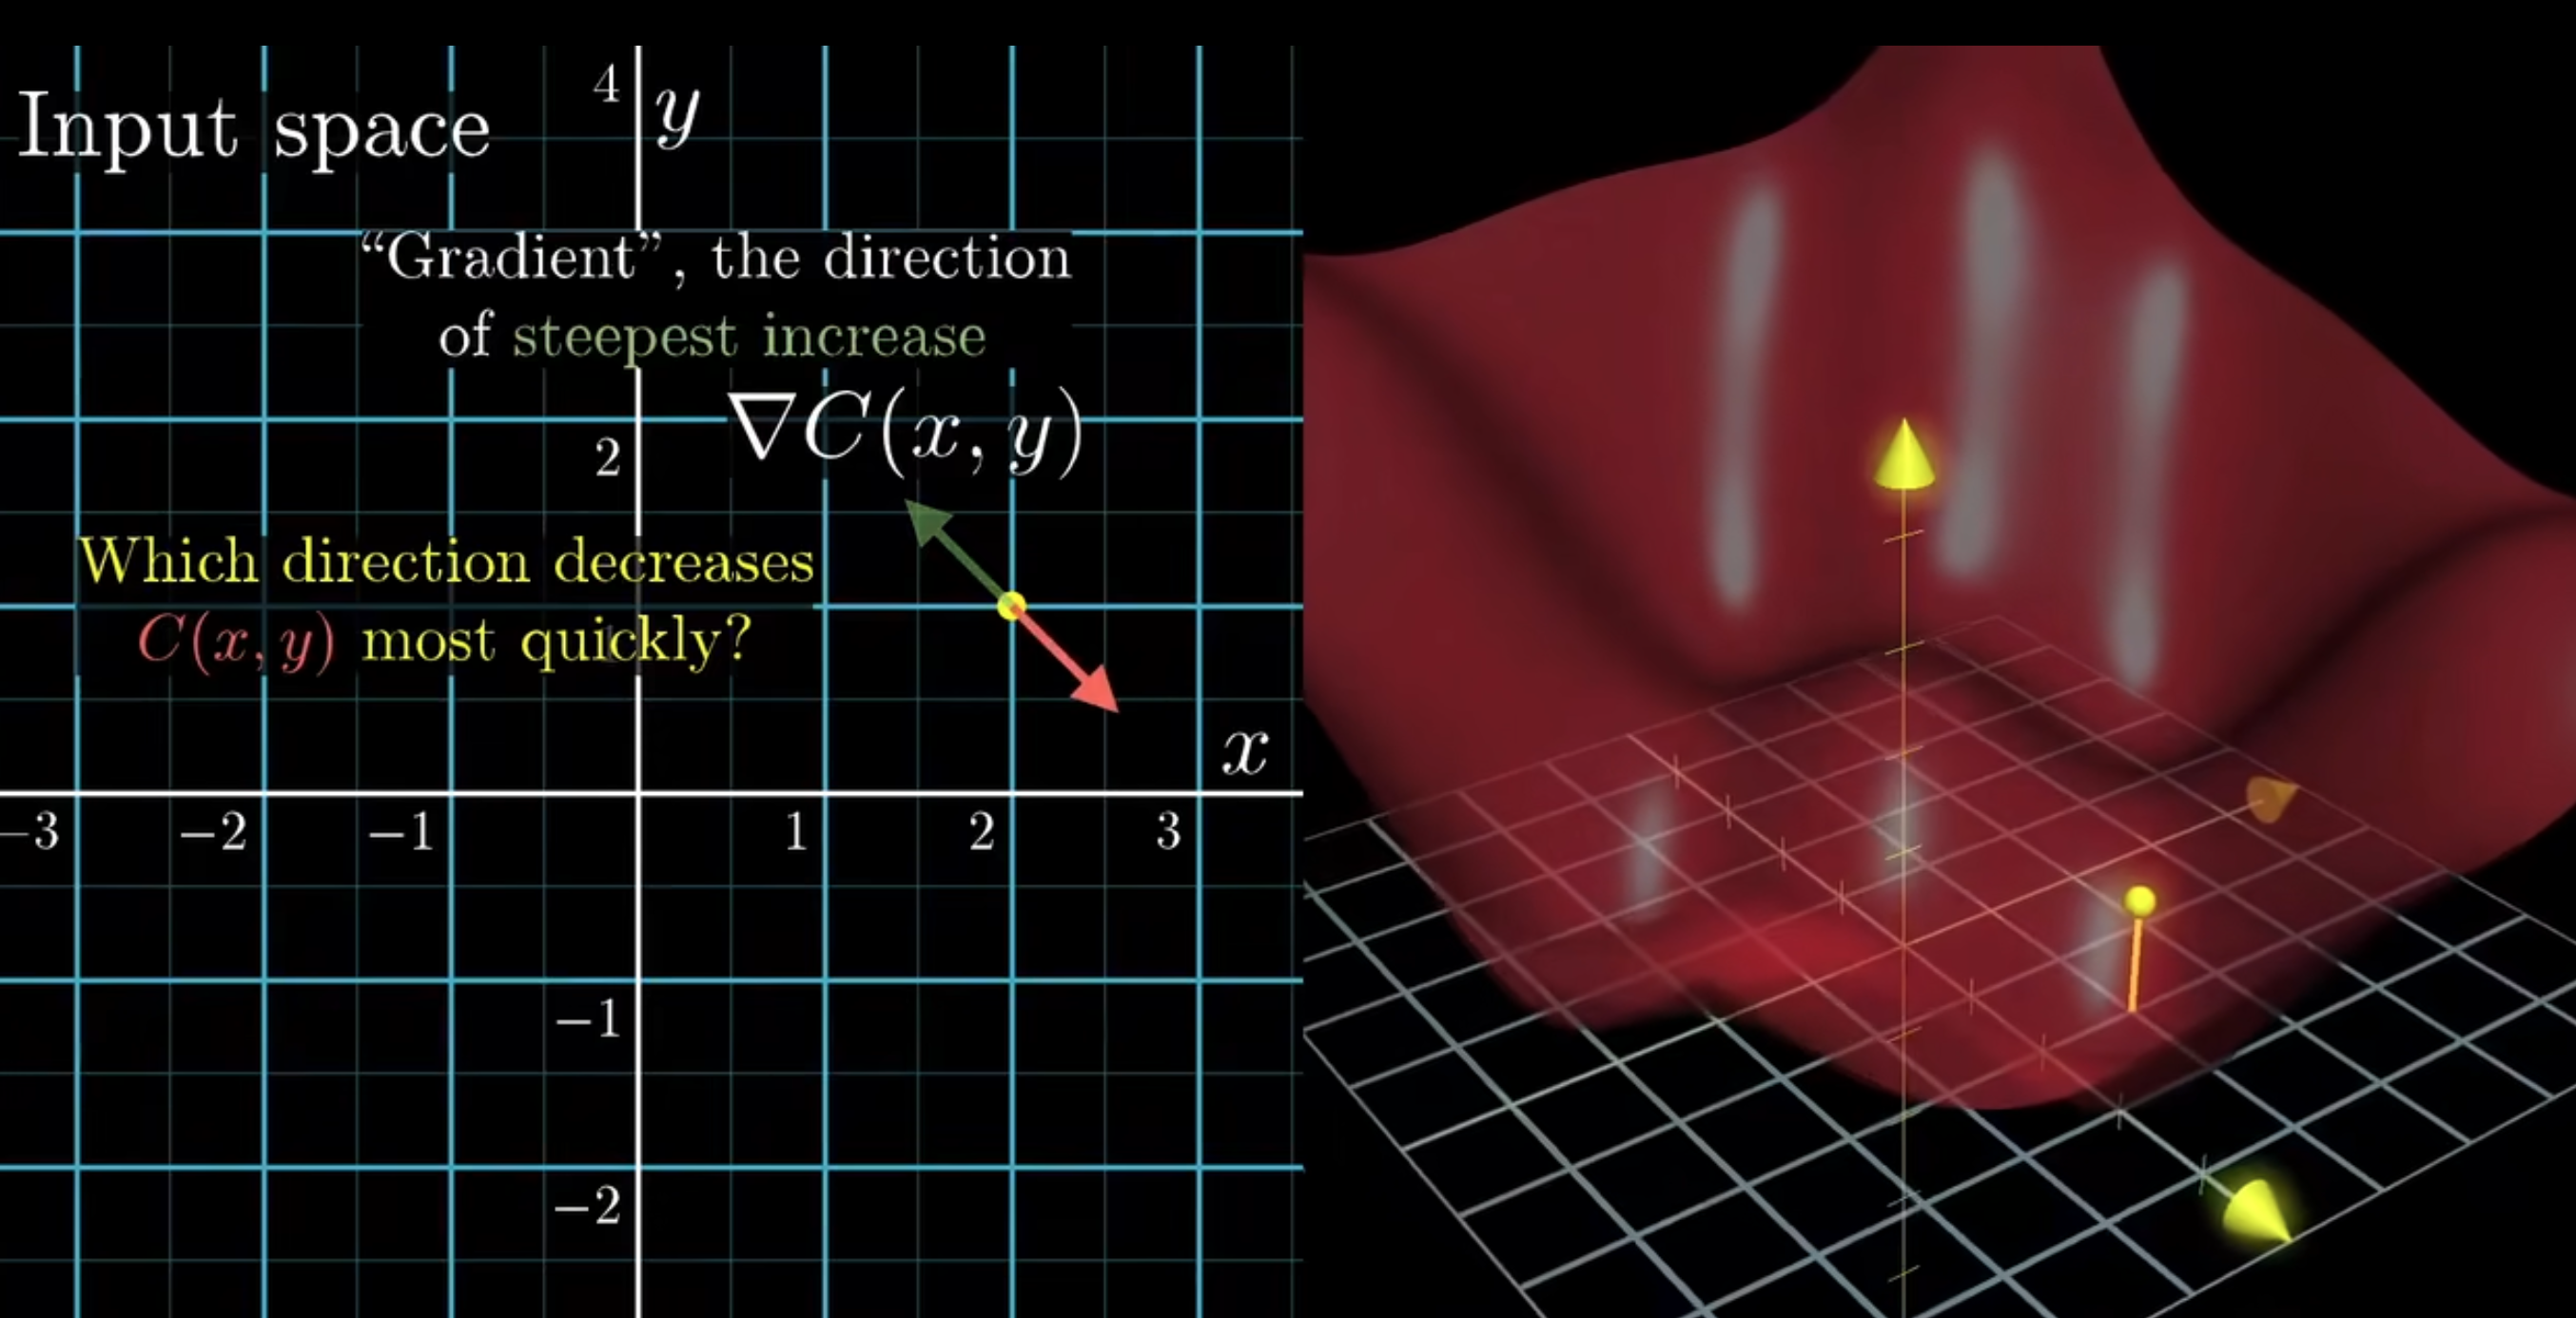 Input space
4
y
“Gradient”, the direction
of steepest increase
∇C(x, y)
2
Which direction decreases
C(x, y) most quickly?
1
x
−3 −2 −1 1 2 3
−1
−2